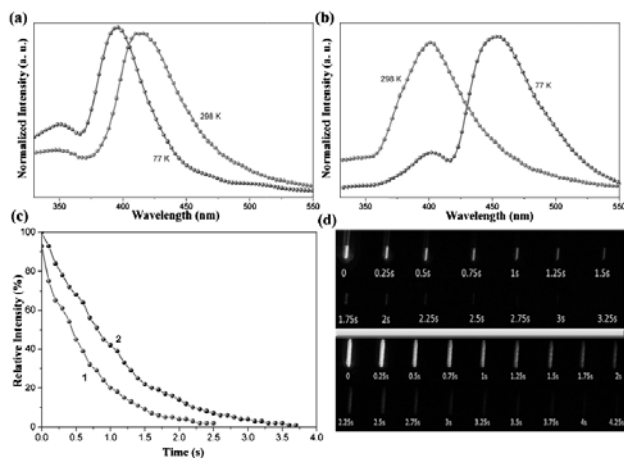 (a)
Normalized Intensity (a. u.)
298 K
77 K
350 400 450 500 550
Wavelength (nm)
(b)
Normalized Intensity (a. u.)
298 K
77 K
350 400 450 500 550
Wavelength (nm)
(c)
Relative Intensity (%)
100
80
60
40
20
0
2
1
0.0 0.5 1.0 1.5 2.0 2.5 3.0 3.5 4.0
Time (s)
(d)
0 0.25s 0.5s 0.75s 1s 1.25s 1.5s
1.75s 2s 2.25s 2.5s 2.75s 3s 3.25s
0 0.25s 0.5s 0.75s 1s 1.25s 1.5s 1.75s 2s
2.25s 2.5s 2.75s 3s 3.25s 3.5s 3.75s 4s 4.25s